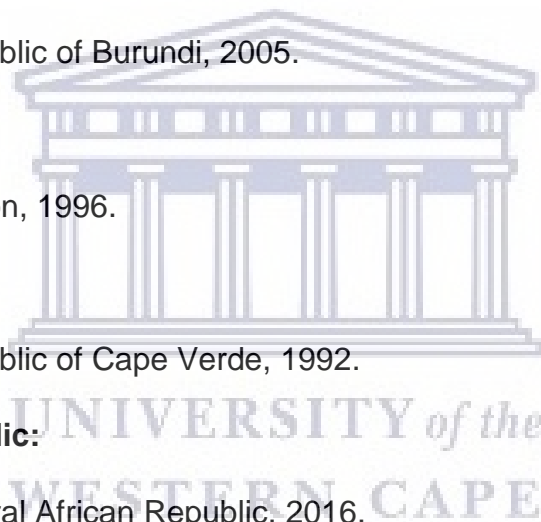 blic of Burundi, 2005.
n, 1996.
blic of Cape Verde, 1992.
lic:
UNIVERSITY of the
al African Republic, 2016.
WESTERN CAPE